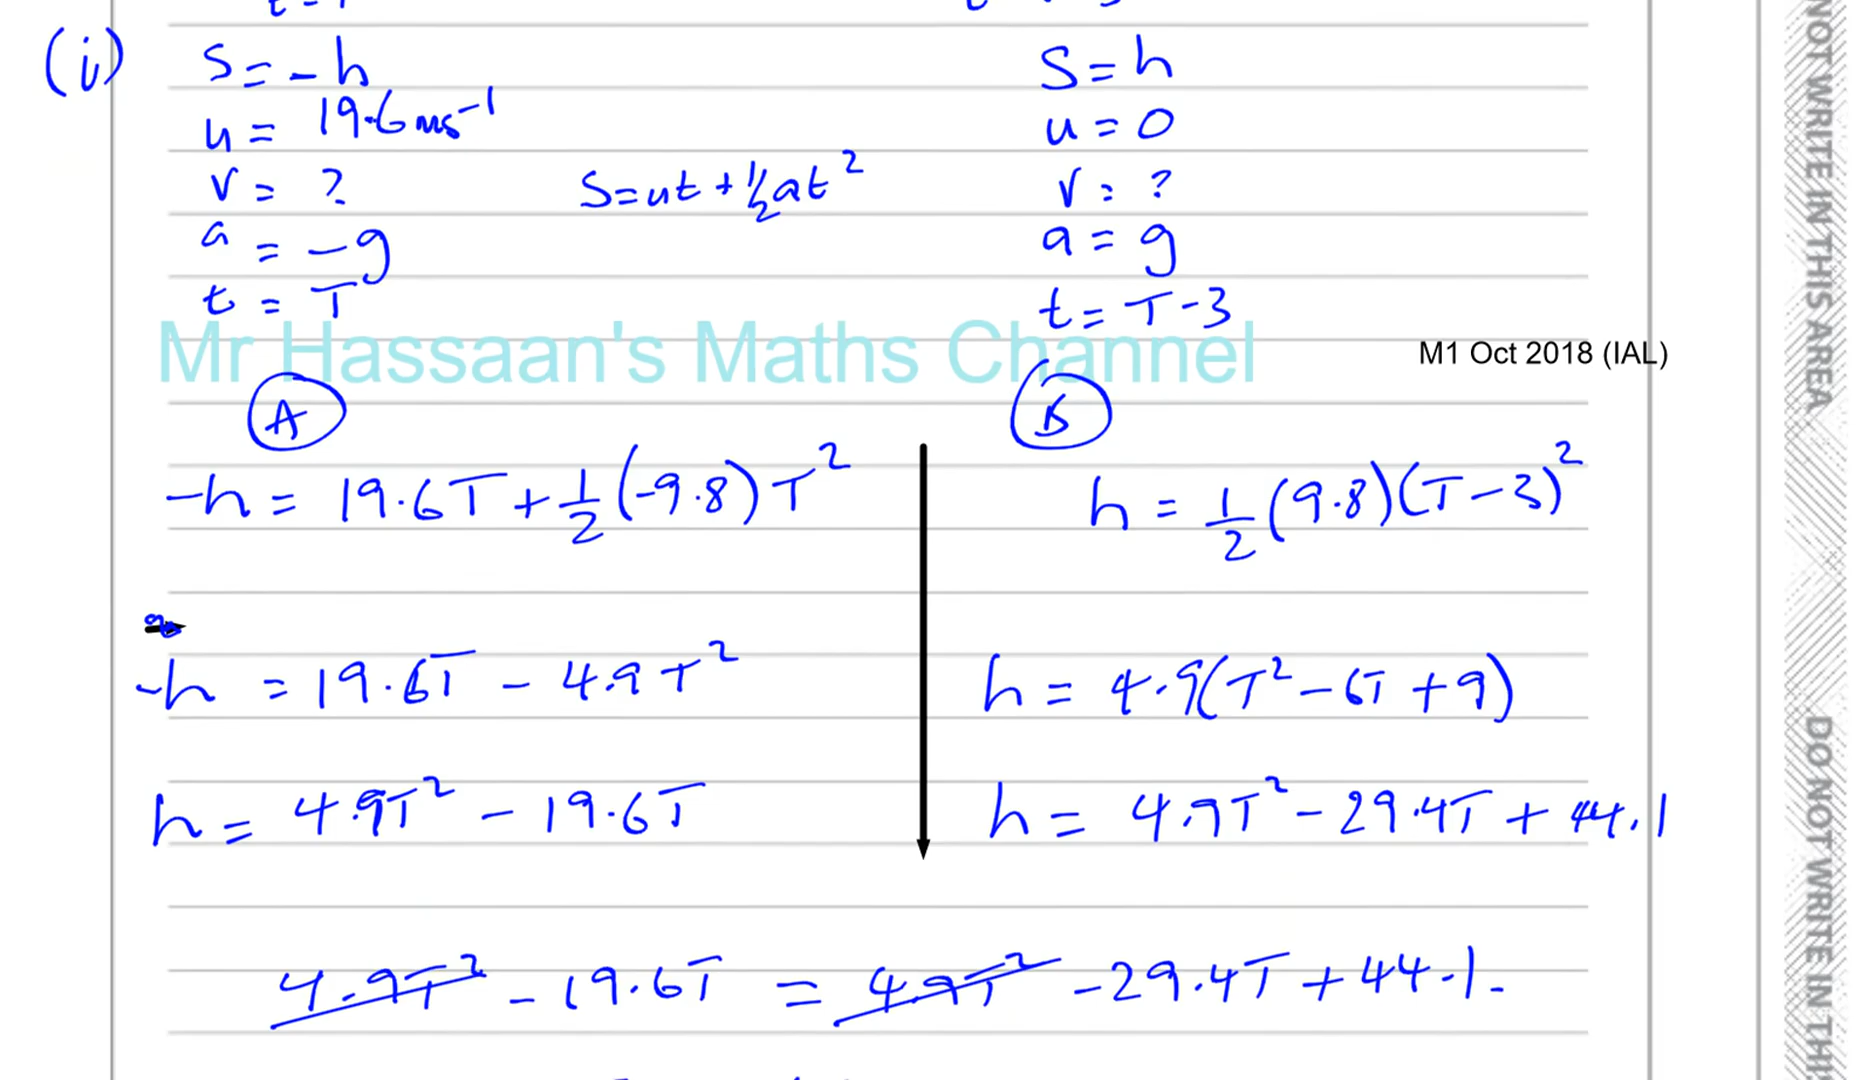 (i)
S = -h
u = 19.6 ms⁻¹
v = ?
a = -g
t = T
S = ut + ½at²
S = h
u = 0
v = ?
a = g
t = T-3
Mr Hassaan's Maths Channel
M1 Oct 2018 (IAL)
A
-h = 19.6T + 1/2 (-9.8)T²
-h = 19.6T - 4.9T²
h = 4.9T² - 19.6T
B
h = 1/2 (9.8)(T-3)²
h = 4.9(T² - 6T + 9)
h = 4.9T² - 29.4T + 44.1
4.9T² - 19.6T = 4.9T² - 29.4T + 44.1.
NOT WRITE IN THIS AREA
DO NOT WRITE IN THI